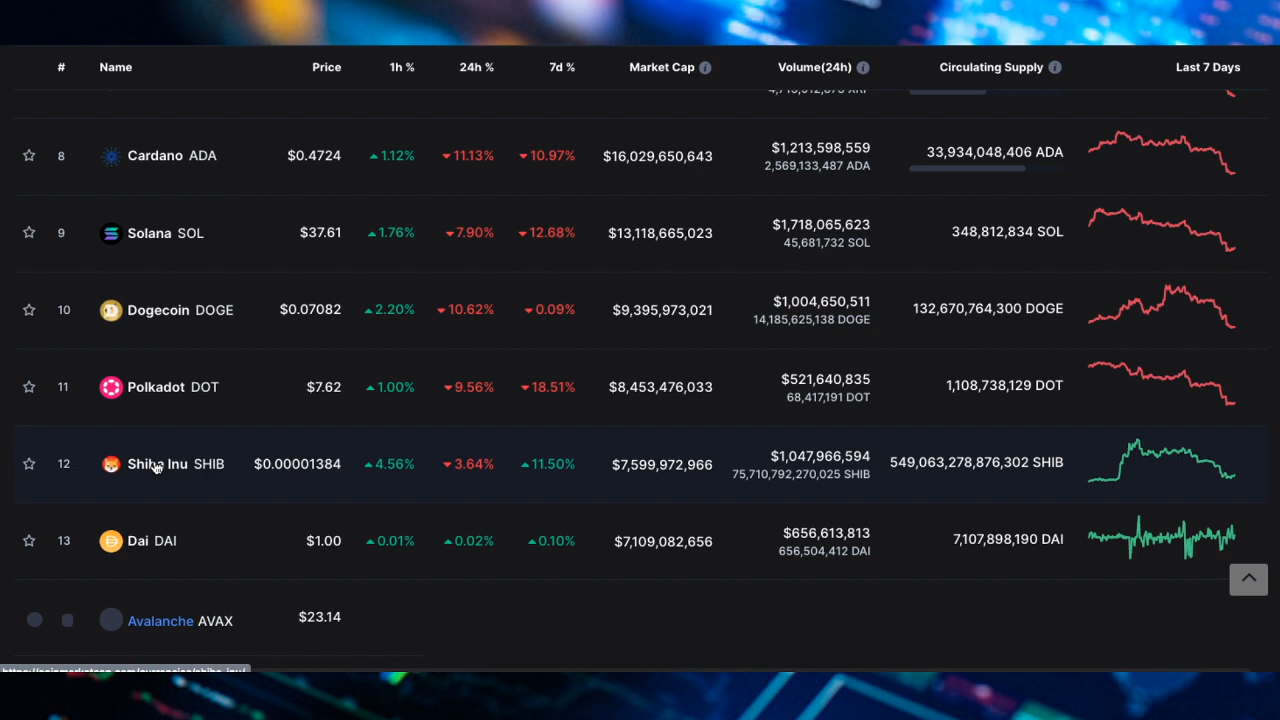 # Name Price 1h % 24h % 7d % Market Cap Volume(24h) Circulating Supply Last 7 Days
8 Cardano ADA $0.4724 1.12% 11.13% 10.97% $16,029,650,643 $1,213,598,559 33,934,048,406 ADA
2,569,133,487 ADA
9 Solana SOL $37.61 1.76% 7.90% 12.68% $13,118,665,023 $1,718,065,623 348,812,834 SOL
45,681,732 SOL
10 Dogecoin DOGE $0.07082 2.20% 10.62% 0.09% $9,395,973,021 $1,004,650,511 132,670,764,300 DOGE
14,185,625,138 DOGE
11 Polkadot DOT $7.62 1.00% 9.56% 18.51% $8,453,476,033 $521,640,835 1,108,738,129 DOT
68,417,191 DOT
12 Shiba Inu SHIB $0.00001384 4.56% 3.64% 11.50% $7,599,972,966 $1,047,966,594 549,063,278,876,302 SHIB
75,710,792,270,025 SHIB
13 Dai DAI $1.00 0.01% 0.02% 0.10% $7,109,082,656 $656,613,813 7,107,898,190 DAI
656,504,412 DAI
Avalanche AVAX $23.14